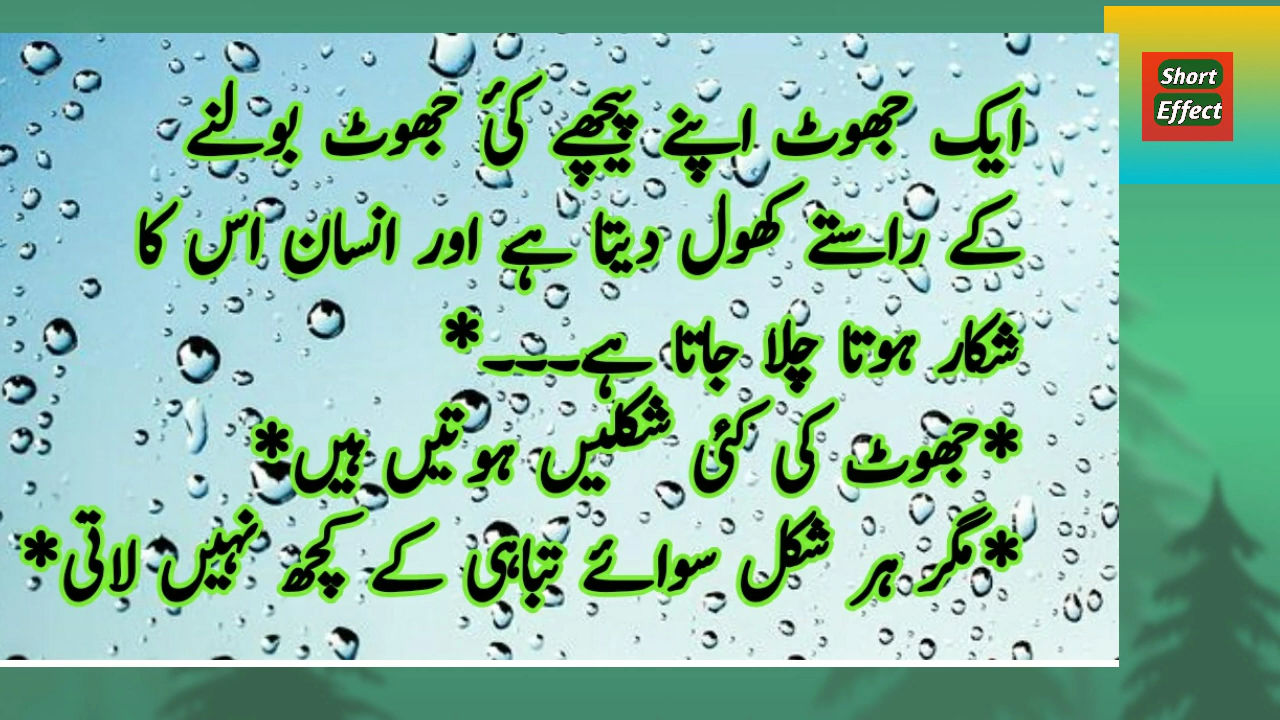 ایک جھوٹ اپنے پیچھے کئ جھوٹ بولنے
کے راستے کھول دیتا ہے اور انسان اس کا
شکار ہوتا چلا جاتا ہے۔۔۔*
*جھوٹ کی کئی شکلیں ہوتیں ہیں*
*مگر ہر شکل سوائے تباہی کے کچھ نہیں لاتی*
Short
Effect